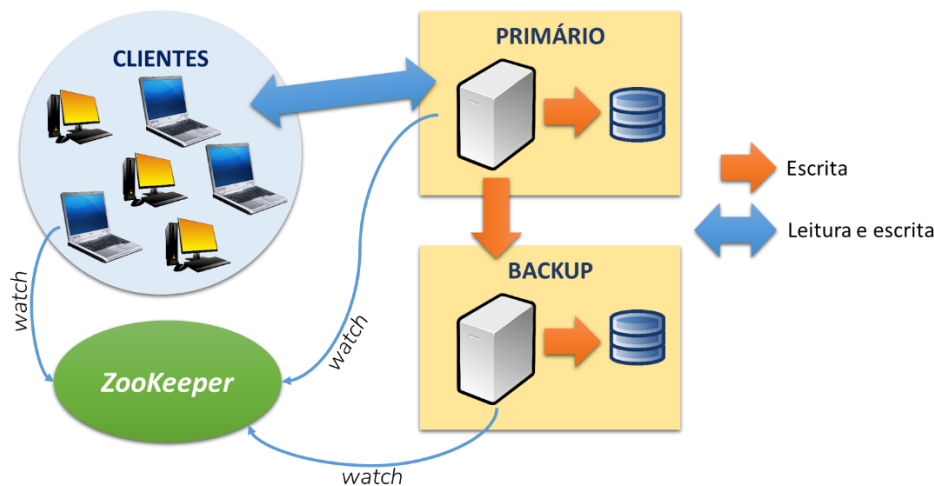 CLIENTES
PRIMÁRIO
Escrita
Leitura e escrita
BACKUP
watch
watch
ZooKeeper
watch